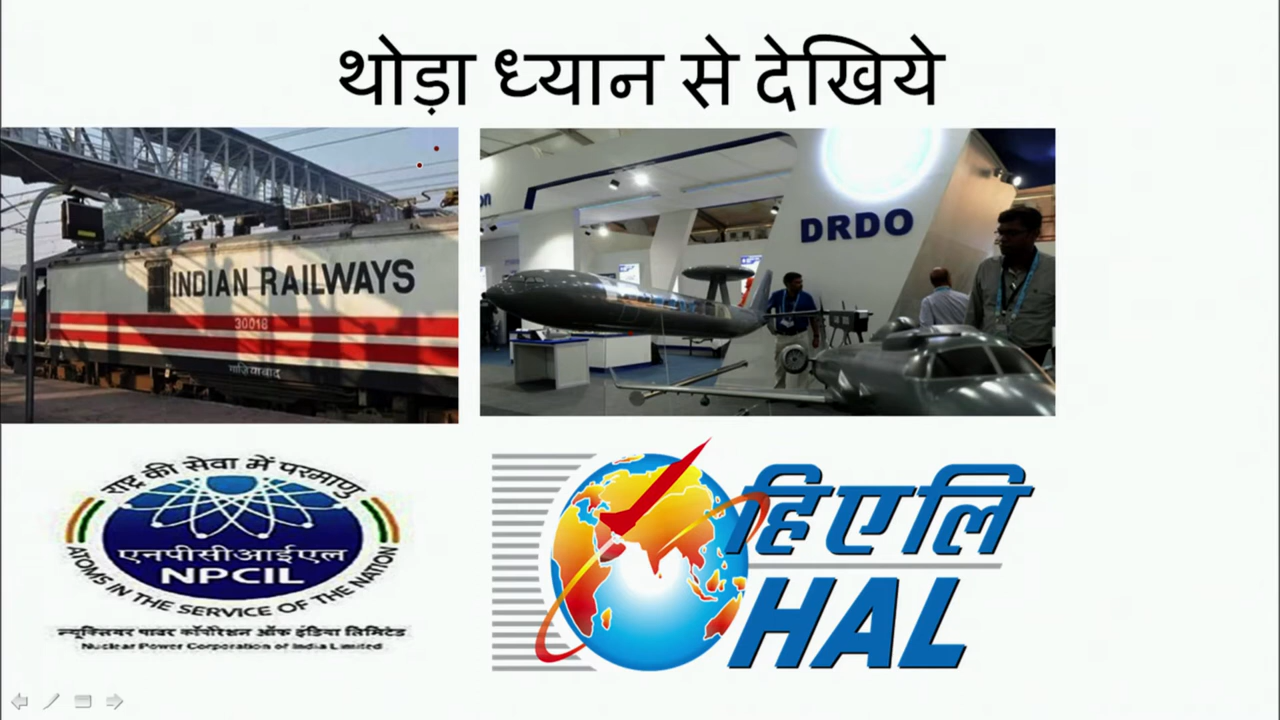 थोड़ा ध्यान से देखिये
INDIAN RAILWAYS
30018
गाज़ियाबाद
on
DRDO
राष्ट्र की सेवा में परमाणु
एनपीसीआईएल
NPCIL
ATOMS IN THE SERVICE OF THE NATION
न्यूक्लियर पावर कॉर्पोरेशन ऑफ इंडिया लिमिटेड
Nuclear Power Corporation of India Limited
हिएलि
HAL